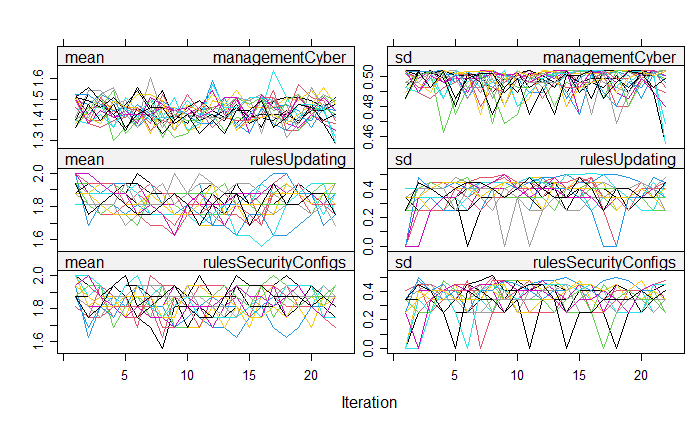 mean managementCyber
sd managementCyber
1.3 1.4 1.5 1.6
0.46 0.48 0.50
mean rulesUpdating
sd rulesUpdating
1.6 1.8 2.0
0.0 0.2 0.4
mean rulesSecurityConfigs
sd rulesSecurityConfigs
1.6 1.8 2.0
0.0 0.2 0.4
5 10 15 20
5 10 15 20
Iteration